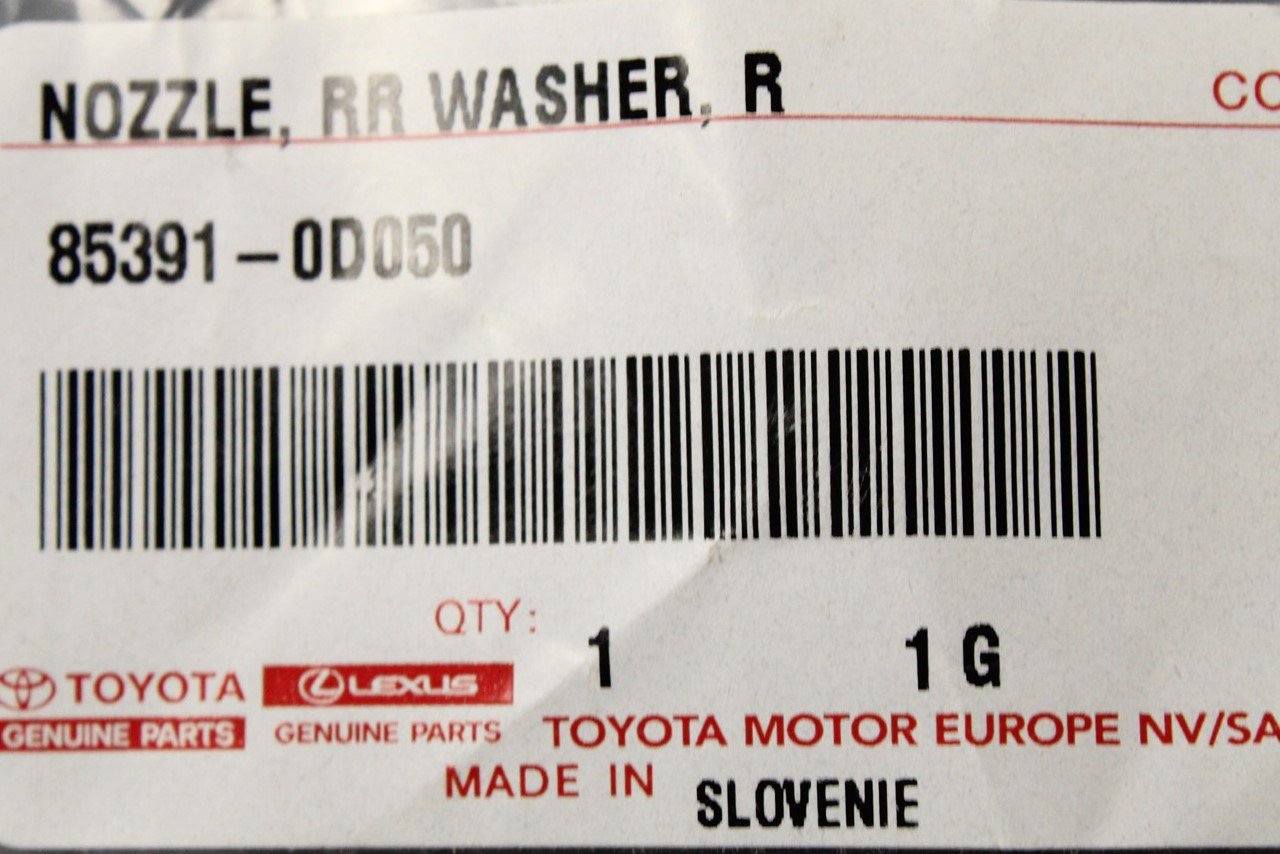 NOZZLE, RR WASHER, R
CO
85391-0D050
QTY: 1 1 G
TOYOTA LEXUS
GENUINE PARTS GENUINE PARTS TOYOTA MOTOR EUROPE NV/SA
MADE IN SLOVENIE